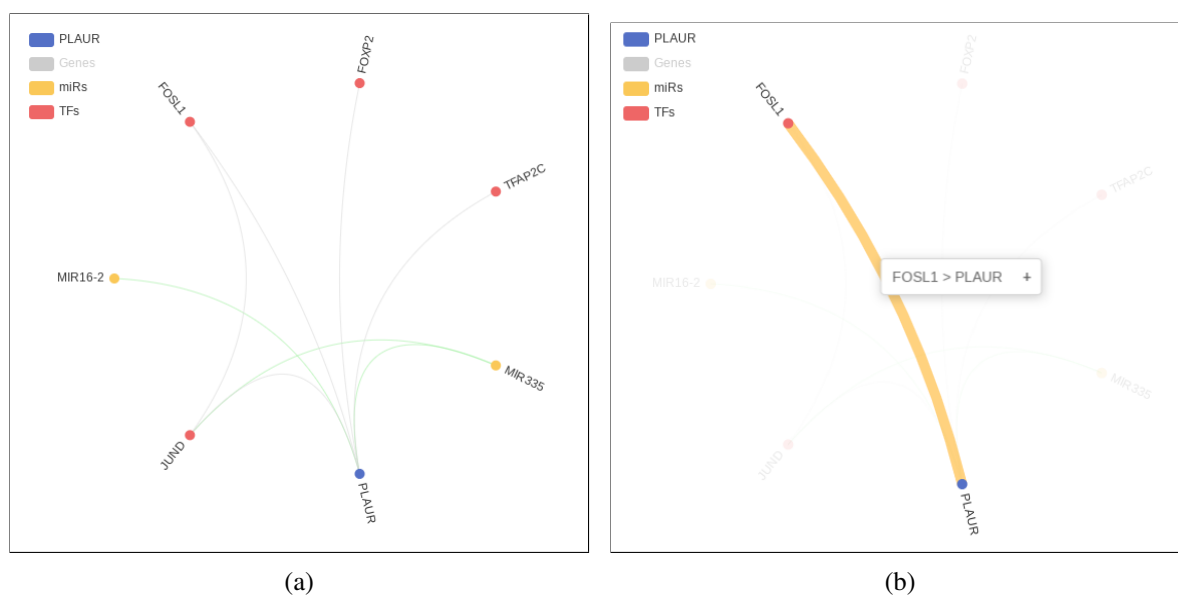 PLAUR
Genes
miRs
TFs
FOXP2
FOSL1
TFAP2C
MIR16-2
MIR335
JUND
PLAUR
(a)
PLAUR
Genes
miRs
TFs
FOXP2
FOSL1
TFAP2C
FOSL1 > PLAUR +
MIR16-2
MIR335
JUND
PLAUR
(b)